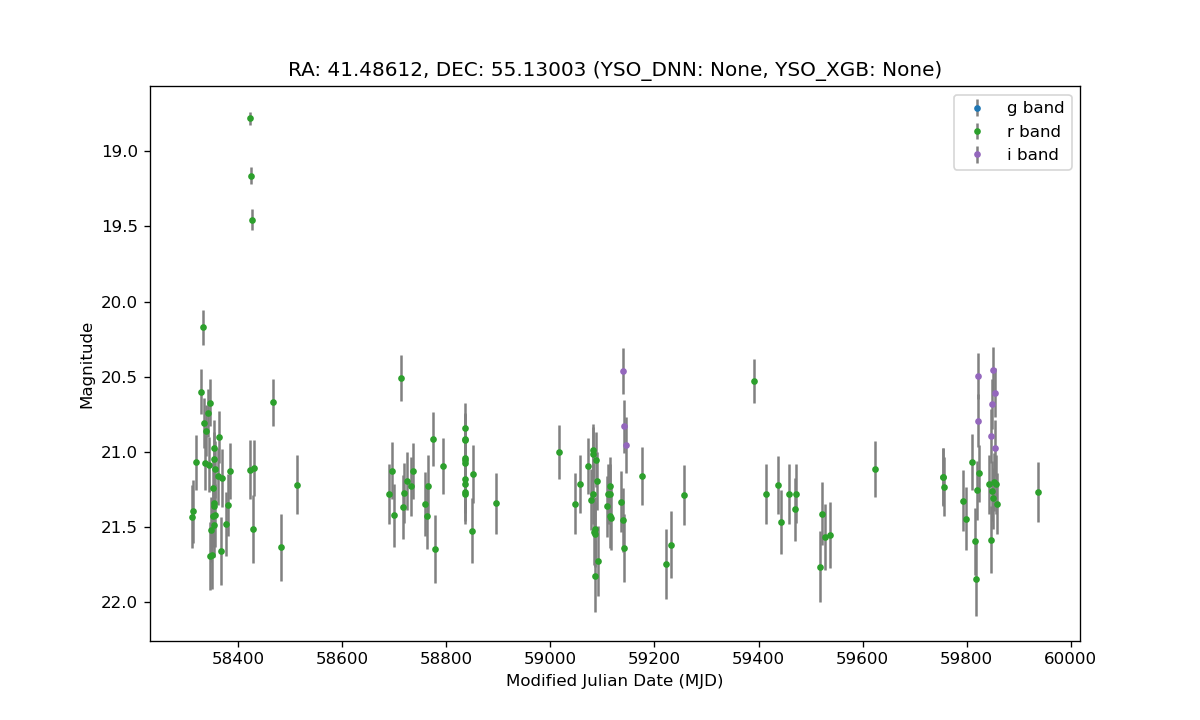 RA: 41.48612, DEC: 55.13003 (YSO_DNN: None, YSO_XGB: None)
g band
r band
i band
19.0
19.5
20.0
20.5
21.0
21.5
22.0
Magnitude
58400 58600 58800 59000 59200 59400 59600 59800 60000
Modified Julian Date (MJD)